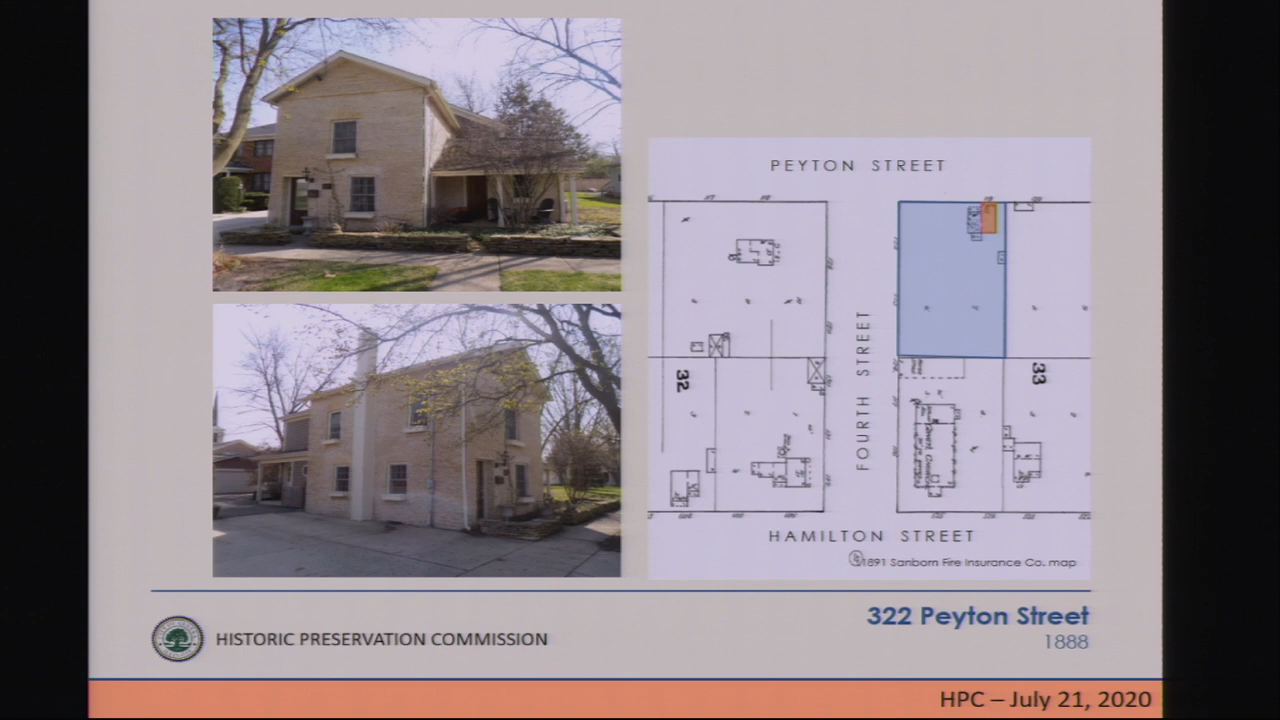 PEYTON STREET
FOURTH STREET
32
33
HAMILTON STREET
1891 Sanborn Fire Insurance Co. map
322 Peyton Street
1888
HISTORIC PRESERVATION COMMISSION
HPC – July 21, 2020